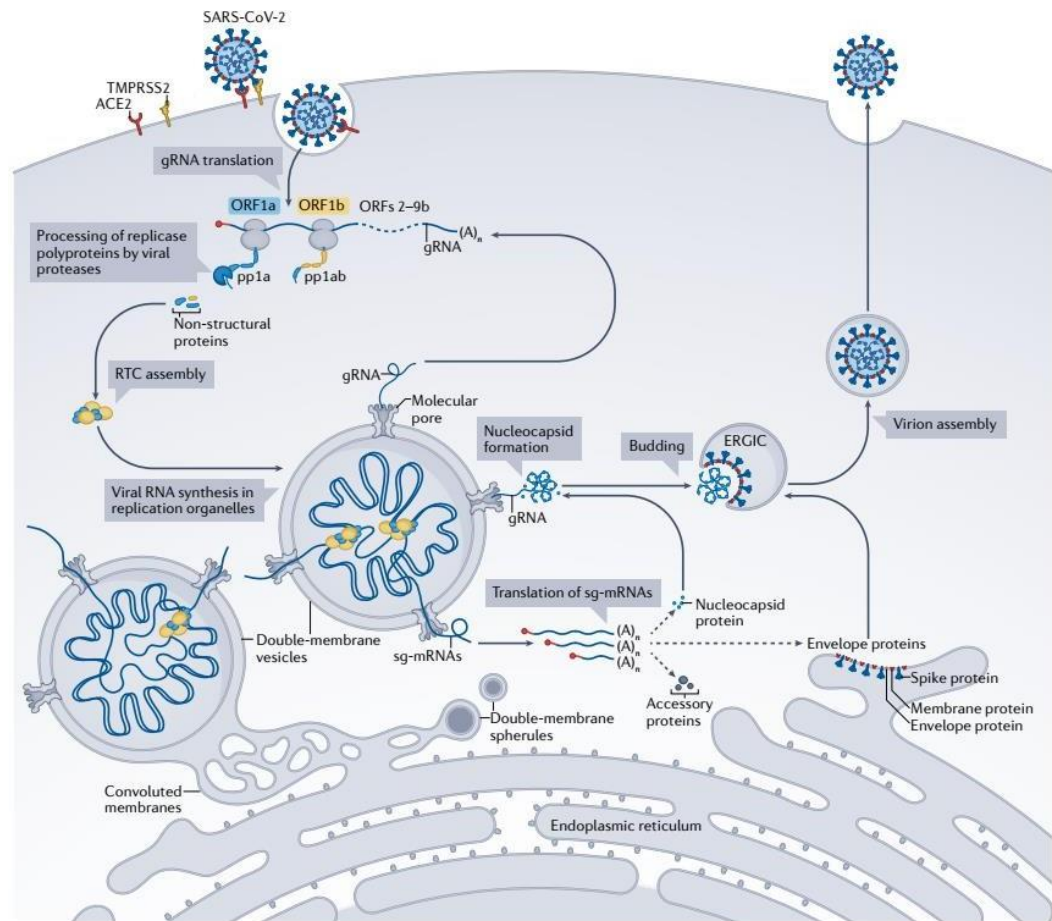 SARS-CoV-2
TMPRSS2
ACE2
gRNA translation
ORF1a
ORF1b
ORFs 2–9b
(A)n
gRNA
Processing of replicase
polyproteins by viral
proteases
pp1a
pp1ab
Non-structural
proteins
RTC assembly
gRNA
Molecular
pore
Nucleocapsid
formation
Budding
ERGIC
Virion assembly
Viral RNA synthesis in
replication organelles
gRNA
Translation of sg-mRNAs
Nucleocapsid
protein
(A)n
(A)n
(A)n
Double-membrane
vesicles
sg-mRNAs
Envelope proteins
Spike protein
Membrane protein
Envelope protein
Accessory
proteins
Double-membrane
spherules
Convoluted
membranes
Endoplasmic reticulum